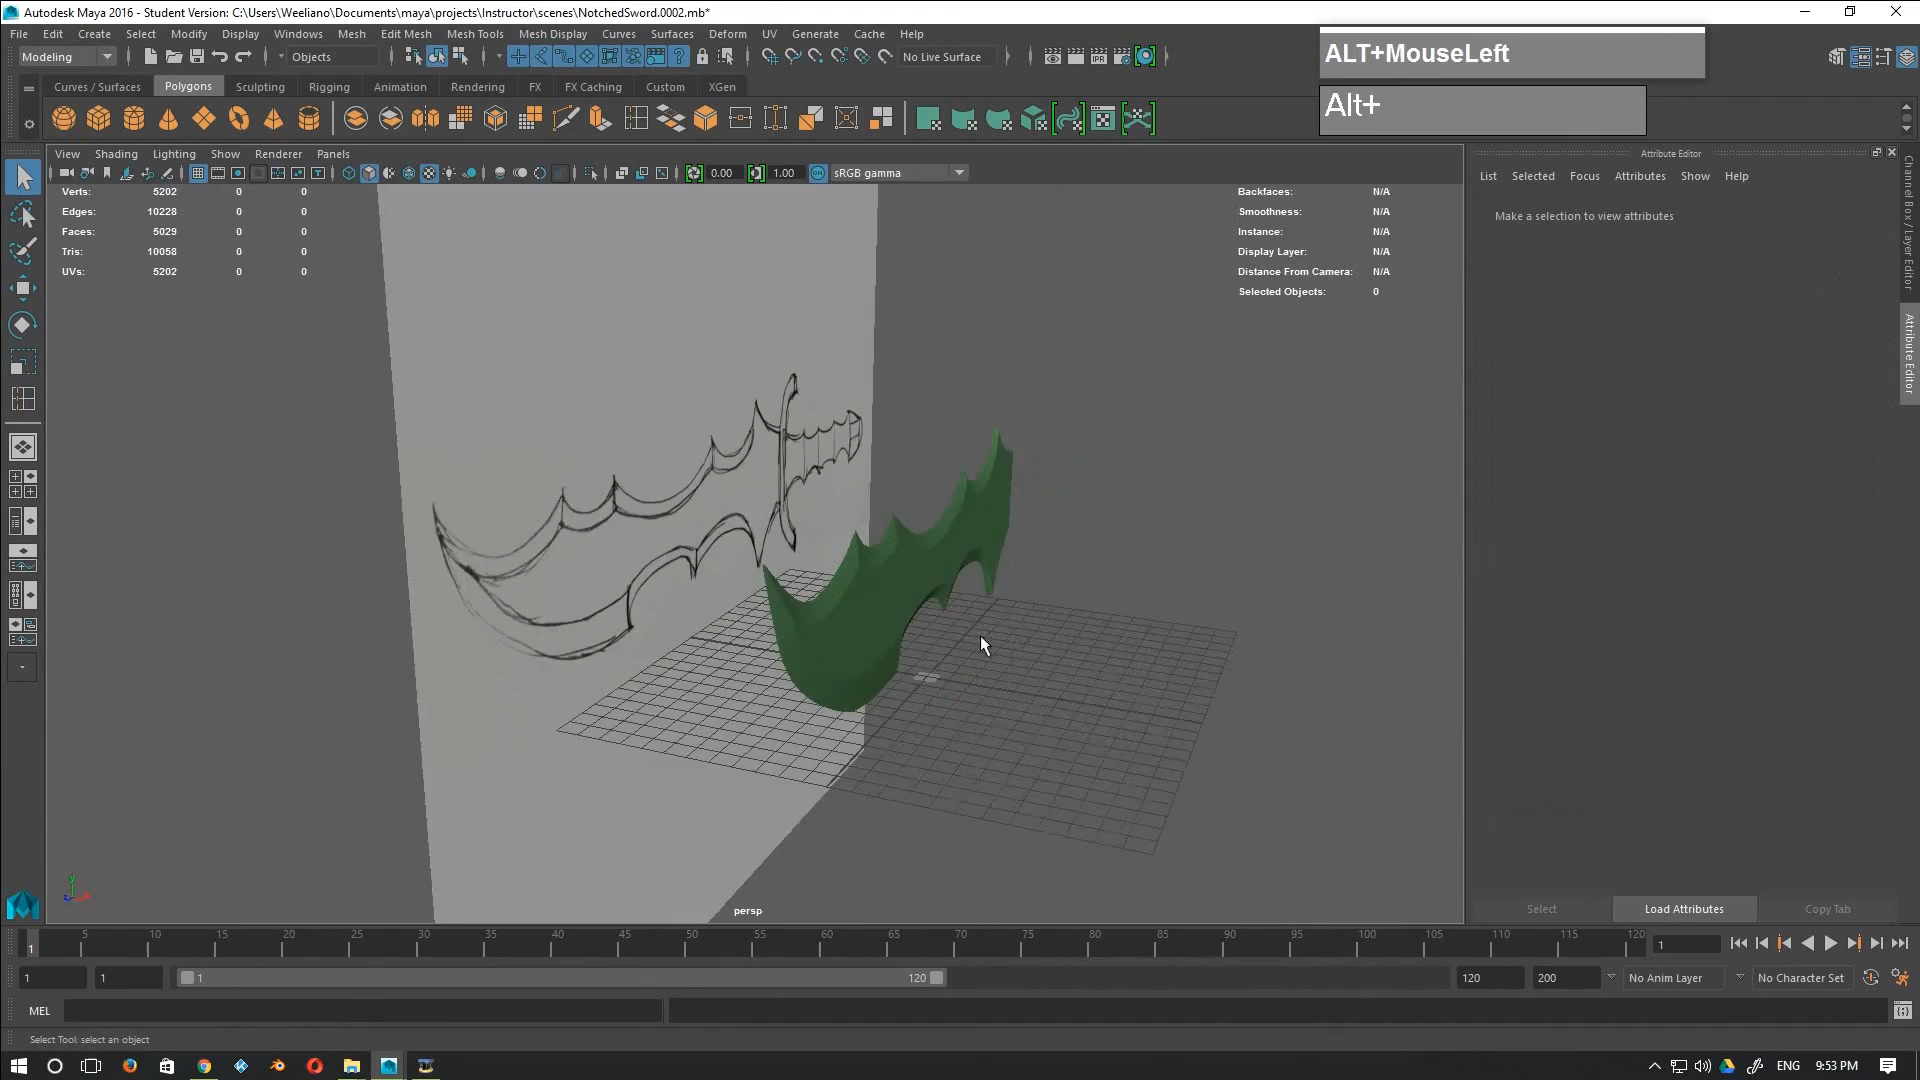 Autodesk Maya 2016 - Student Version: C:\Users\Weeliano\Documents\maya\projects\Instructor\scenes\NotchedSword.0002.mb*
File Edit Create Select Modify Display Windows Mesh Edit Mesh Mesh Tools Mesh Display Curves Surfaces Deform UV Generate Cache Help
ALT+MouseLeft
Modeling Objects No Live Surface IPR
Curves / Surfaces Polygons Sculpting Rigging Animation Rendering FX FX Caching Custom XGen
Alt+
View Shading Lighting Show Renderer Panels
Attribute Editor
0.00 1.00 ON sRGB gamma
List Selected Focus Attributes Show Help
Verts: 5202 0 0
Edges: 10228 0 0
Faces: 5029 0 0
Tris: 10058 0 0
UVs: 5202 0 0
Backfaces: N/A
Smoothness: N/A
Instance: N/A
Display Layer: N/A
Distance From Camera: N/A
Selected Objects: 0
Make a selection to view attributes
Channel Box / Layer Editor
Attribute Editor
y
z x
persp
Select Load Attributes Copy Tab
1 5 10 15 20 25 30 35 40 45 50 55 60 65 70 75 80 85 90 95 100 105 110 115 120 1
1 1 1 120 120 200 No Anim Layer No Character Set
MEL
Select Tool: select an object
ENG 9:53 PM